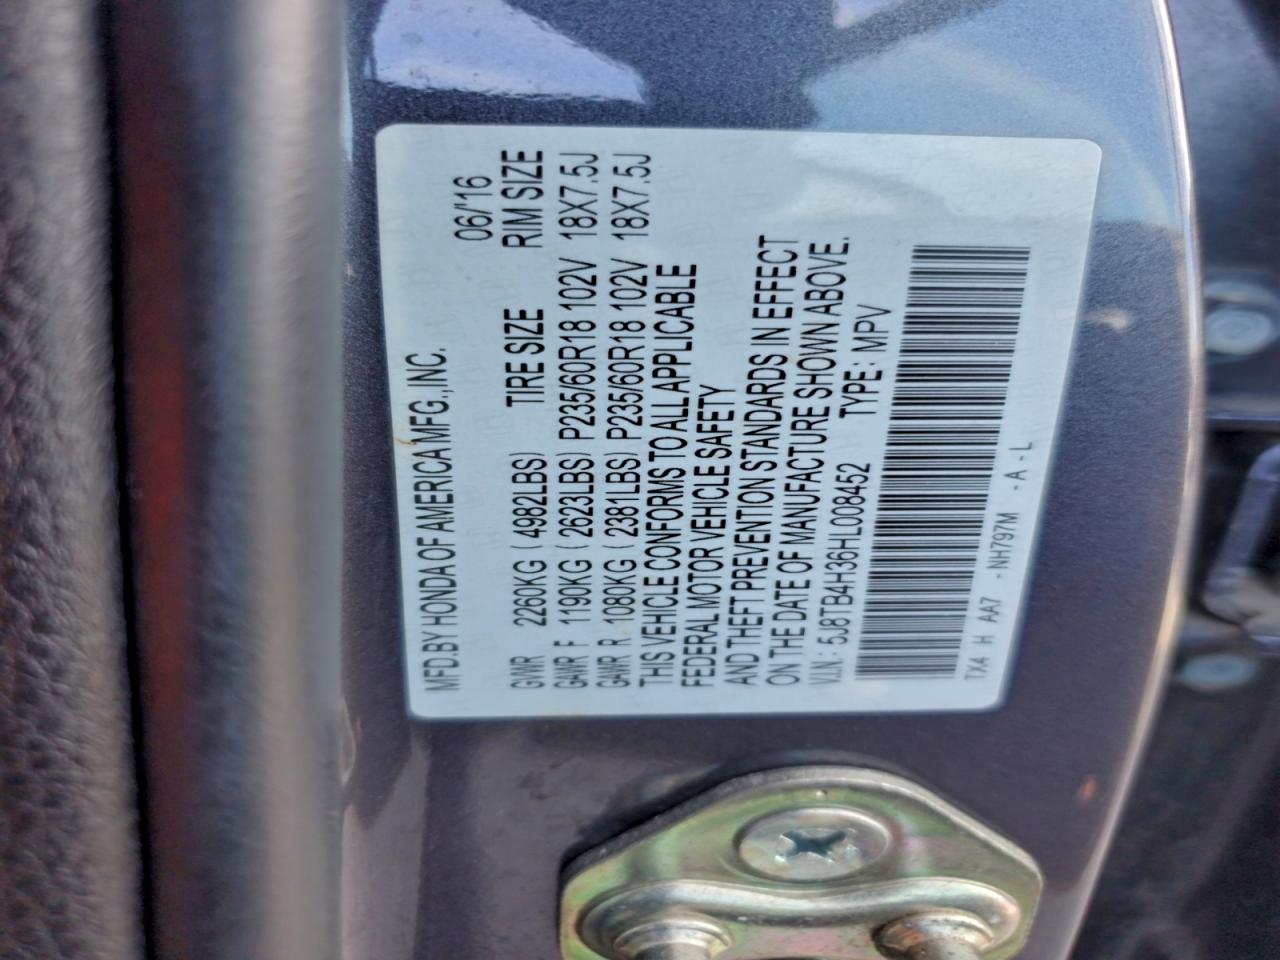 MFD.BY HONDA OF AMERICA MFG.,INC.
06/'16
GVWR 2260KG ( 4982LBS) TIRE SIZE RIM SIZE
GAWR F 1190KG ( 2623LBS) P235/60R18 102V 18X7.5J
GAWR R 1080KG ( 2381LBS) P235/60R18 102V 18X7.5J
THIS VEHICLE CONFORMS TO ALL APPLICABLE
FEDERAL MOTOR VEHICLE SAFETY
AND THEFT PREVENTION STANDARDS IN EFFECT
ON THE DATE OF MANUFACTURE SHOWN ABOVE.
V.I.N.: 5J8TB4H36HL008452 TYPE: MPV
TX4 H AA7 -NH797M -A-L